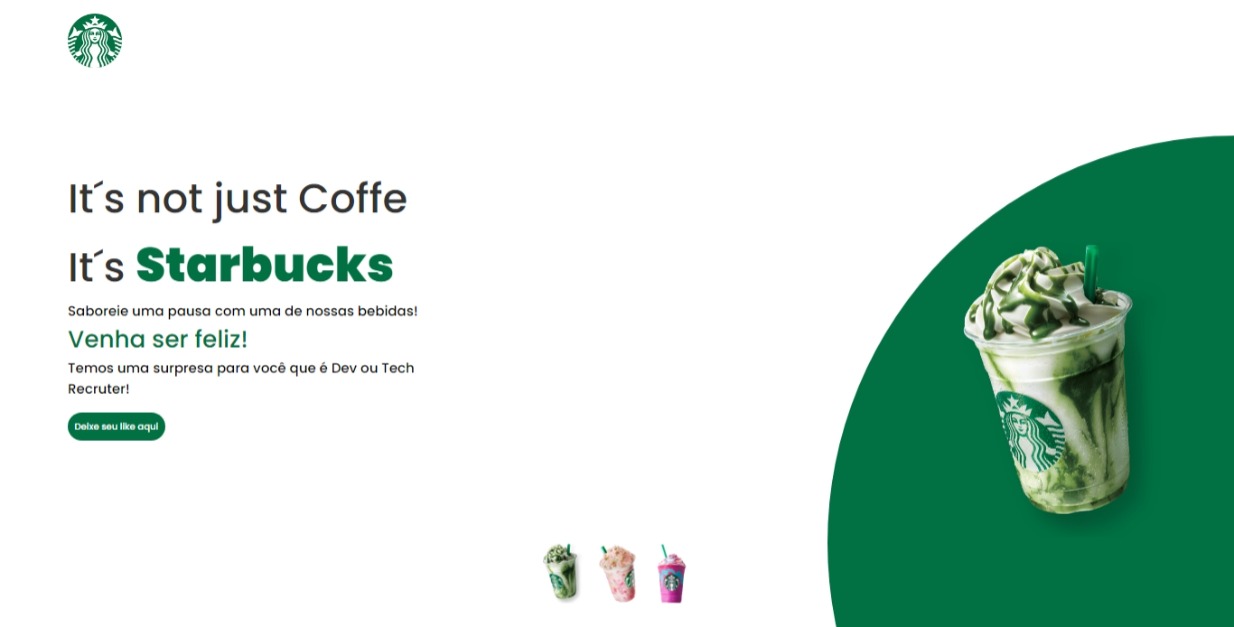 It´s not just Coffe
It´s Starbucks
Saboreie uma pausa com uma de nossas bebidas!
Venha ser feliz!
Temos uma surpresa para você que é Dev ou Tech
Recruter!
Deixe seu like aqui